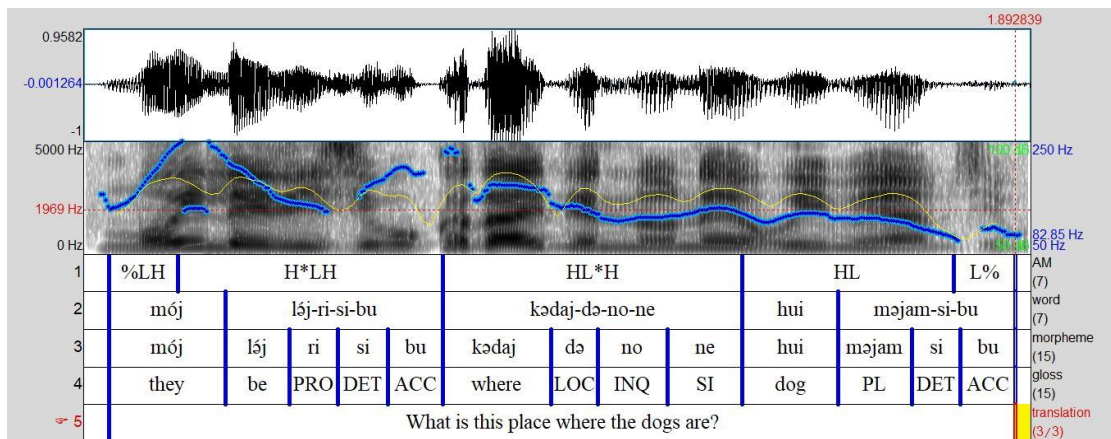 1.892839
0.9582
-0.001264
-1
5000 Hz 250 Hz
1969 Hz
82.85 Hz
0 Hz 50 Hz
1 %LH H*LH HL*H HL L% AM (7)
2 mój lə́j-ri-si-bu kədaj-də-no-ne hui məjam-si-bu word (7)
3 mój lə́j ri si bu kədaj də no ne hui məjam si bu morpheme (15)
4 they be PRO DET ACC where LOC INQ SI dog PL DET ACC gloss (15)
5 What is this place where the dogs are? translation (3/3)